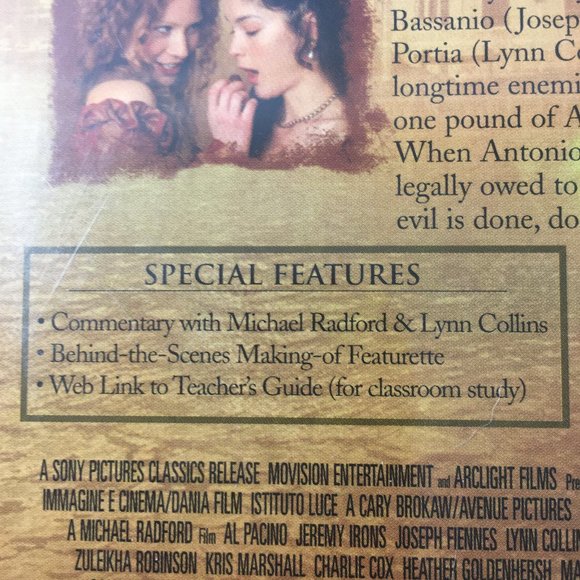 Bassanio (Josep
Portia (Lynn Co
longtime enemi
one pound of A
When Antonio
legally owed to
evil is done, do
SPECIAL FEATURES
• Commentary with Michael Radford & Lynn Collins
• Behind-the-Scenes Making-of Featurette
• Web Link to Teacher's Guide (for classroom study)
A SONY PICTURES CLASSICS RELEASE MOVISION ENTERTAINMENT and ARCLIGHT FILMS Pre
IMMAGINE E CINEMA/DANIA FILM ISTITUTO LUCE A CARY BROKAW/AVENUE PICTURES
A MICHAEL RADFORD Film AL PACINO JEREMY IRONS JOSEPH FIENNES LYNN COLLIN
ZULEIKHA ROBINSON KRIS MARSHALL CHARLIE COX HEATHER GOLDENHERSH MA